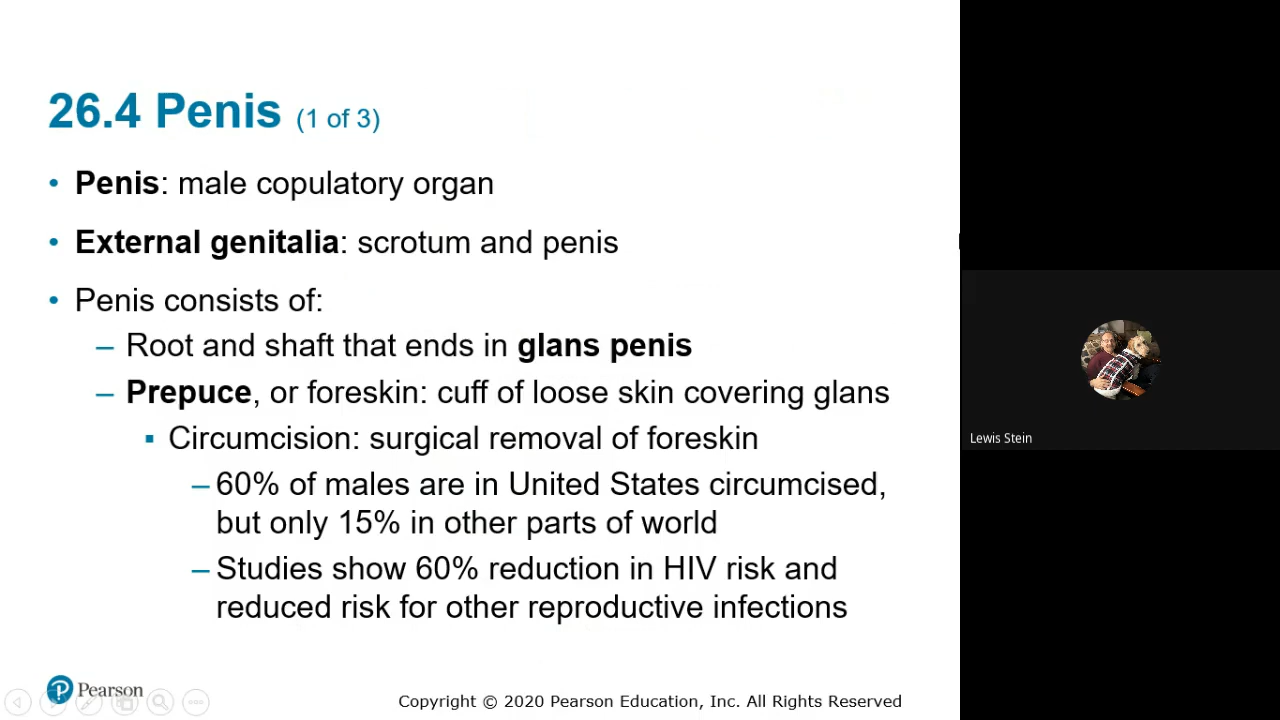 26.4 Penis (1 of 3)
• Penis: male copulatory organ
• External genitalia: scrotum and penis
• Penis consists of:
– Root and shaft that ends in glans penis
– Prepuce, or foreskin: cuff of loose skin covering glans
▪ Circumcision: surgical removal of foreskin
– 60% of males are in United States circumcised,
but only 15% in other parts of world
– Studies show 60% reduction in HIV risk and
reduced risk for other reproductive infections
Lewis Stein
P Pearson
Copyright © 2020 Pearson Education, Inc. All Rights Reserved